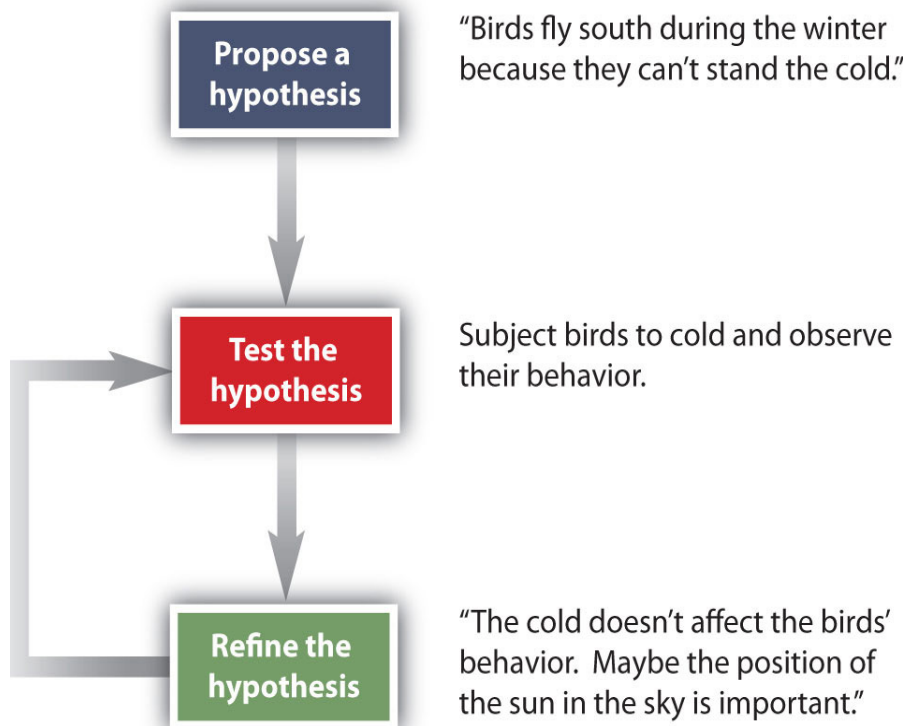 Propose a
hypothesis
"Birds fly south during the winter
because they can't stand the cold."
Test the
hypothesis
Subject birds to cold and observe
their behavior.
Refine the
hypothesis
"The cold doesn't affect the birds'
behavior.  Maybe the position of
the sun in the sky is important."